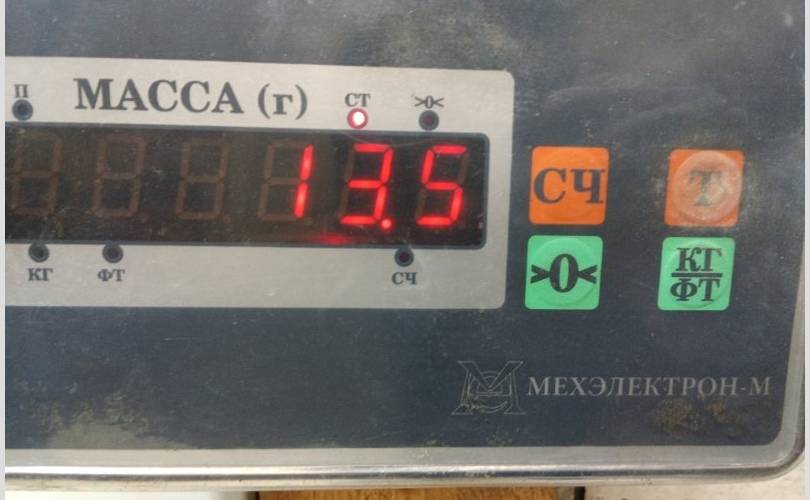 П
МАССА (г)
СТ
>0<
13.5
КГ
ФТ
СЧ
СЧ
Т
>0<
КГ
ФТ
МЕХЭЛЕКТРОН-М